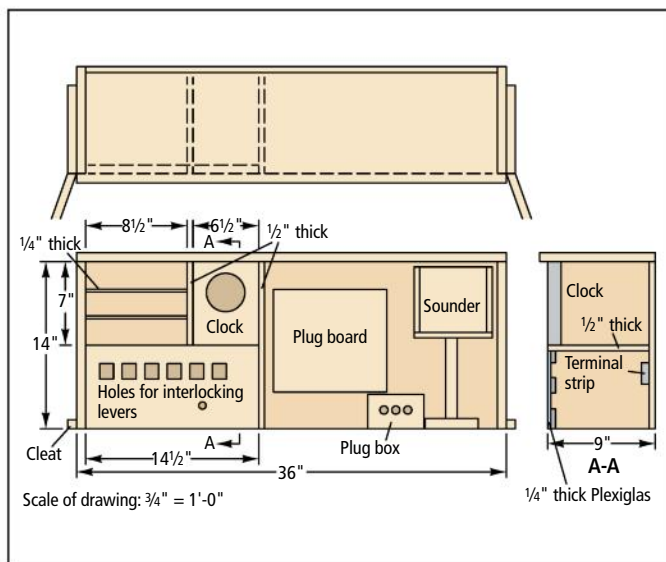 8½"
6½"
A
½" thick
¼" thick
7"
14"
Clock
Plug board
Sounder
Holes for interlocking
levers
Cleat
A
14½"
36"
Plug box
Scale of drawing: ¾" = 1'-0"
Clock
½" thick
Terminal
strip
9"
A-A
¼" thick Plexiglas